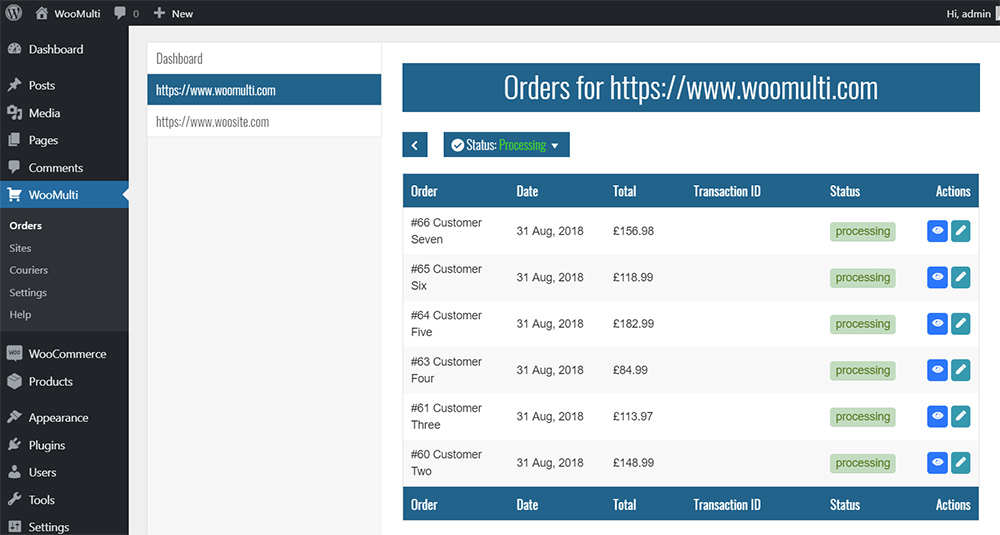 WooMulti 0 New Hi, admin
Dashboard
Posts
Media
Pages
Comments
WooMulti
Orders
Sites
Couriers
Settings
Help
WOO WooCommerce
Products
Appearance
Plugins
Users
Tools
Settings
Dashboard
https://www.woomulti.com
https://www.woosite.com
Orders for https://www.woomulti.com
Status: Processing
Order Date Total Transaction ID Status Actions
#66 Customer
Seven 31 Aug, 2018 £156.98 processing
#65 Customer
Six 31 Aug, 2018 £118.99 processing
#64 Customer
Five 31 Aug, 2018 £182.99 processing
#63 Customer
Four 31 Aug, 2018 £84.99 processing
#61 Customer
Three 31 Aug, 2018 £113.97 processing
#60 Customer
Two 31 Aug, 2018 £148.99 processing
Order Date Total Transaction ID Status Actions